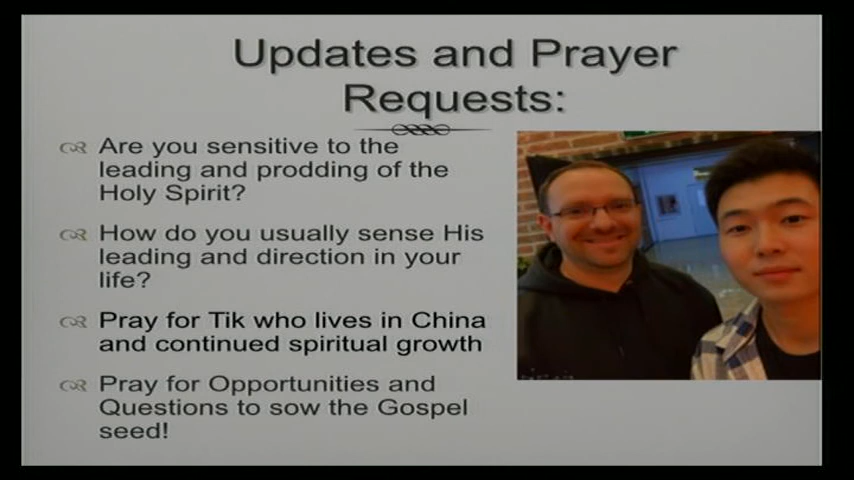 Updates and Prayer
Requests:
Are you sensitive to the
leading and prodding of the
Holy Spirit?
How do you usually sense His
leading and direction in your
life?
Pray for Tik who lives in China
and continued spiritual growth
Pray for Opportunities and
Questions to sow the Gospel
seed!